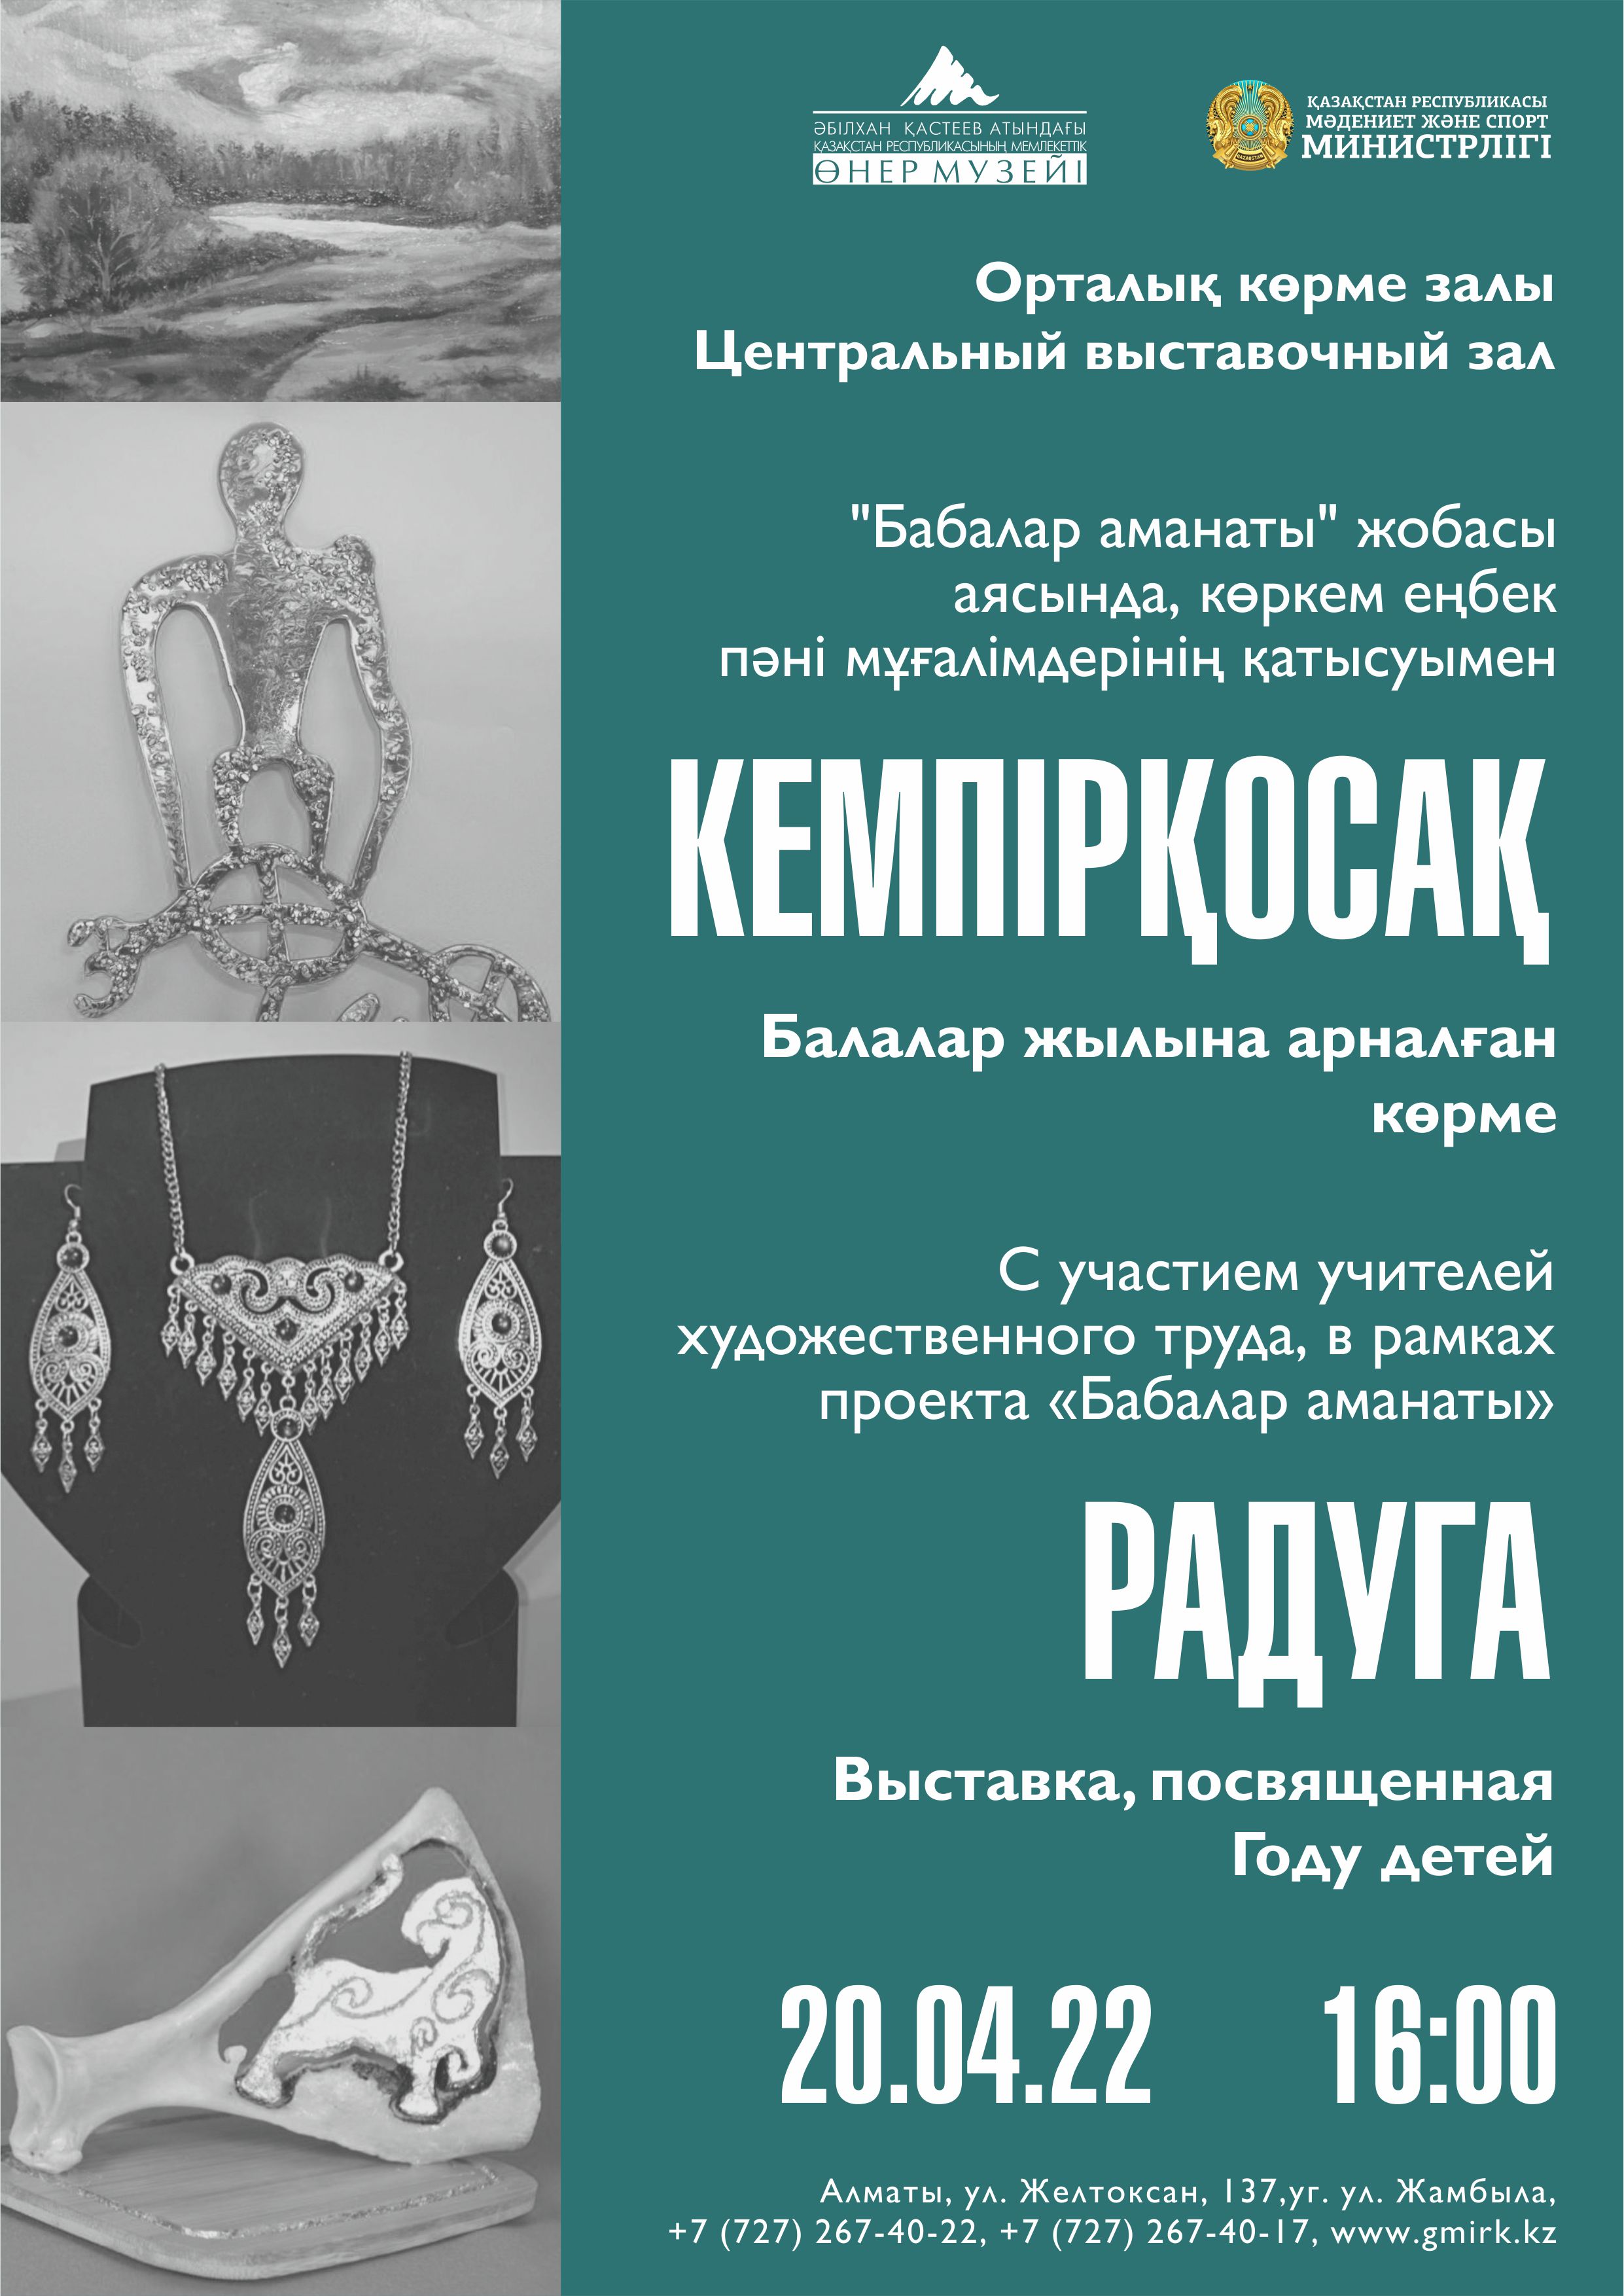 ӘБІЛХАН ҚАСТЕЕВ АТЫНДАҒЫ
ҚАЗАҚСТАН РЕСПУБЛИКАСЫНЫҢ МЕМЛЕКЕТТІК
ӨНЕР МУЗЕЙІ
ҚАЗАҚСТАН РЕСПУБЛИКАСЫ
МӘДЕНИЕТ ЖӘНЕ СПОРТ
МИНИСТРЛІГІ
Орталық көрме залы
Центральный выставочный зал
"Бабалар аманаты" жобасы
аясында, көркем еңбек
пәні мұғалімдерінің қатысуымен
КЕМПІРҚОСАҚ
Балалар жылына арналған
көрме
С участием учителей
художественного труда, в рамках
проекта «Бабалар аманаты»
РАДУГА
Выставка, посвященная
Году детей
20.04.22 16:00
Алматы, ул. Желтоксан, 137,уг. ул. Жамбыла,
+7 (727) 267-40-22, +7 (727) 267-40-17, www.gmirk.kz